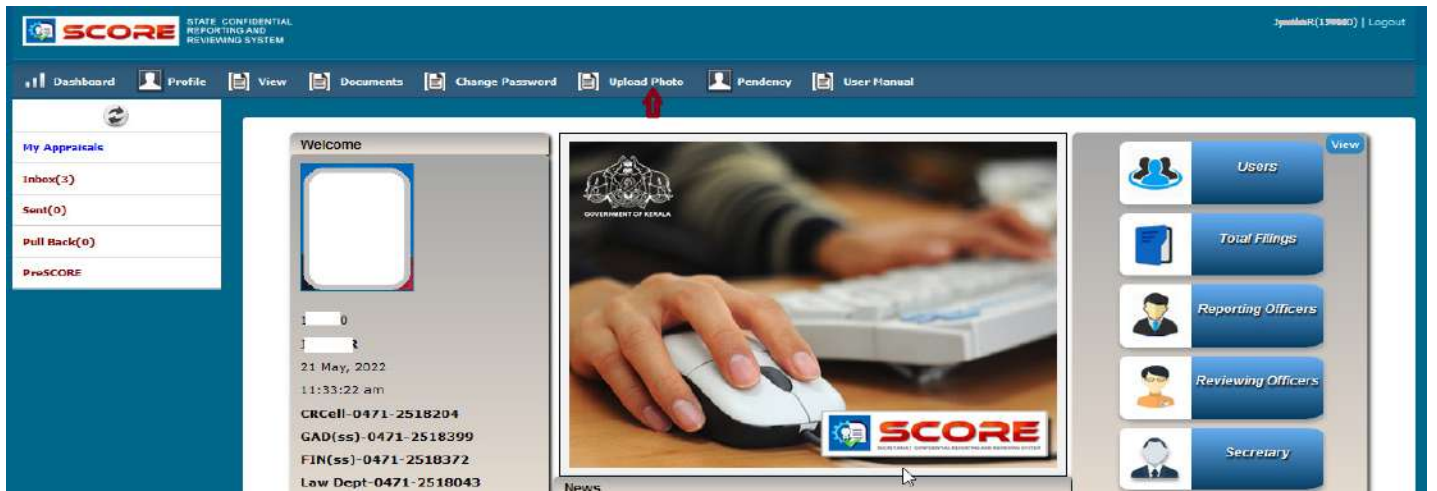 SCORE
STATE CONFIDENTIAL
REPORTING AND
REVIEWING SYSTEM
| Logout
Dashboard Profile View Documents Change Password Upload Photo Pendency User Manual
My Appraisals
Inbox(3)
Sent(0)
Pull Back(0)
PreSCORE
Welcome
21 May, 2022
11:33:22 am
CRCell-0471-2518204
GAD(ss)-0471-2518399
FIN(ss)-0471-2518372
Law Dept-0471-2518043
GOVERNMENT OF KERALA
SCORE
News
View
Users
Total Filings
Reporting Officers
Reviewing Officers
Secretary